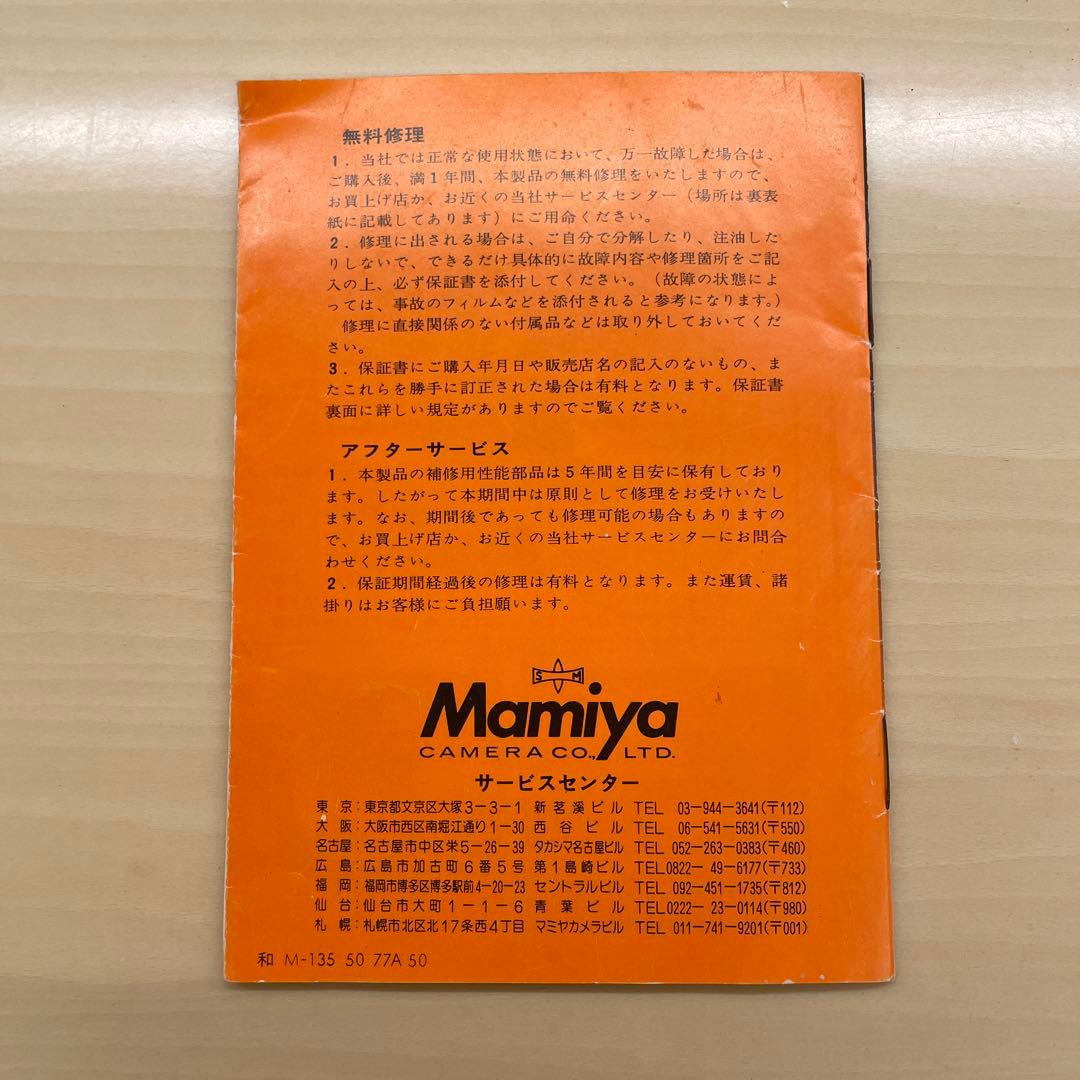 無料修理
1．当社では正常な使用状態において、万一故障した場合は、
ご購入後、満1年間、本製品の無料修理をいたしますので、
お買上げ店か、お近くの当社サービスセンター（場所は裏表
紙に記載してあります）にご用命ください。
2．修理に出される場合は、ご自分で分解したり、注油した
りしないで、できるだけ具体的に故障内容や修理箇所をご記
入の上、必ず保証書を添付してください。（故障の状態によ
っては、事故のフィルムなどを添付されると参考になります。）
修理に直接関係のない付属品などは取り外しておいてくだ
さい。
3．保証書にご購入年月日や販売店名の記入のないもの、ま
たこれらを勝手に訂正された場合は有料となります。保証書
裏面に詳しい規定がありますのでご覧ください。
アフターサービス
1．本製品の補修用性能部品は5年間を目安に保有しており
ます。したがって本期間中は原則として修理をお受けいたし
ます。なお、期間後であっても修理可能の場合もありますの
で、お買上げ店か、お近くの当社サービスセンターにお問合
わせください。
2．保証期間経過後の修理は有料となります。また運賃、諸
掛りはお客様にご負担願います。
S M
Mamiya
CAMERA CO., LTD.
サービスセンター
東京：東京都文京区大塚3－3－1 新茗溪ビル TEL 03－944－3641(〒112)
大阪：大阪市西区南堀江通り1－30 西谷ビル TEL 06－541－5631(〒550)
名古屋：名古屋市中区栄5－26－39 タカシマ名古屋ビル TEL 052－263－0383(〒460)
広島：広島市加古町6番5号 第1島崎ビル TEL0822－49－6177(〒733)
福岡：福岡市博多区博多駅前4－20－23 セントラルビル TEL 092－451－1735(〒812)
仙台：仙台市大町1－1－6 青葉ビル TEL0222－23－0114(〒980)
札幌：札幌市北区北17条西4丁目 マミヤカメラビル TEL 011－741－9201(〒001)
和 M-135 50 77A 50